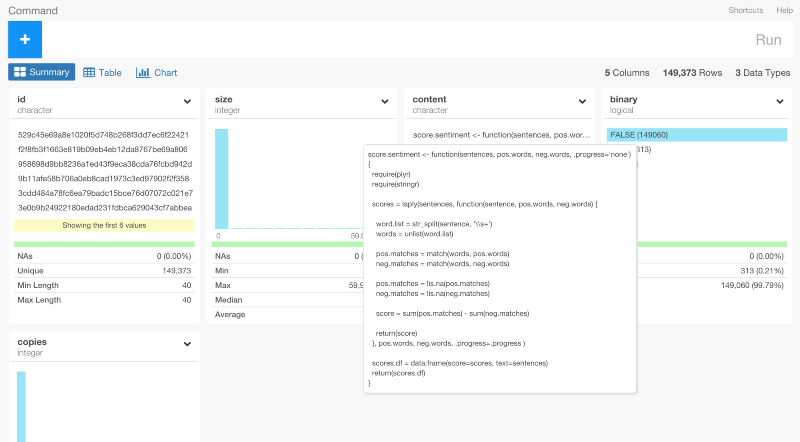 Command
Shortcuts Help
+
Run
Summary Table Chart
5 Columns 149,373 Rows 3 Data Types
id
character
529c45e69a8e1020f5d748b268f3dd7ec6f22421
f2f8fb3f1663e819b09eb4eb12da8767be69a806
958698d9bb8236a1ed43f9eca38cda76fcbd942d
9b11afe58b706a0eb8cad1973c3ed97902f2f358
3cdd484a78fc6ea79badc15bce76d07072c021e7
3e0b9b24922180edad231fdbca629043cf7abbea
Showing the first 6 values
NAs 0 (0.00%)
Unique 149,373
Min Length 40
Max Length 40
size
integer
0 59.9
NAs 0 (
Min
Max 59,9
Median
Average
content
character
score.sentiment <- function(sentences, pos.wor...
score.sentiment <- function(sentences, pos.words, neg.words, .progress='none')
{
require(plyr)
require(stringr)
scores = laply(sentences, function(sentence, pos.words, neg.words) {
word.list = str_split(sentence, '\\s+')
words = unlist(word.list)
pos.matches = match(words, pos.words)
neg.matches = match(words, neg.words)
pos.matches = !is.na(pos.matches)
neg.matches = !is.na(neg.matches)
score = sum(pos.matches) - sum(neg.matches)
return(score)
}, pos.words, neg.words, .progress=.progress )
scores.df = data.frame(score=scores, text=sentences)
return(scores.df)
}
binary
logical
FALSE (149060)
313)
0 (0.00%)
313 (0.21%)
149,060 (99.79%)
copies
integer